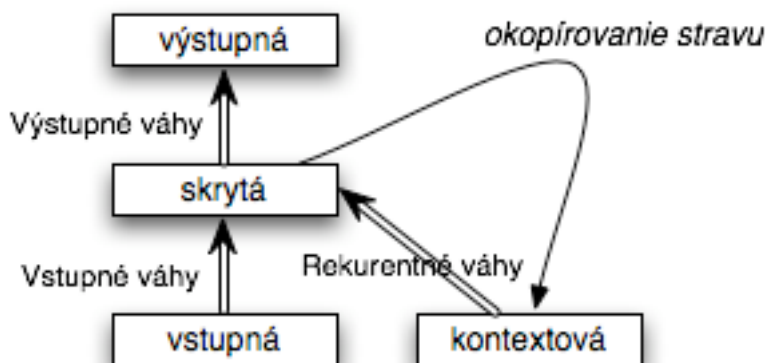 výstupná
okopírovanie stravu
Výstupné váhy
skrytá
Vstupné váhy
Rekurentné váhy
vstupná
kontextová